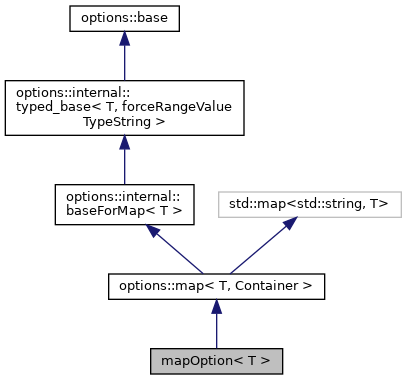 options::base
options::internal::
typed_base< T, forceRangeValue
TypeString >
options::internal::
baseForMap< T >
std::map<std::string, T>
options::map< T, Container >
mapOption< T >